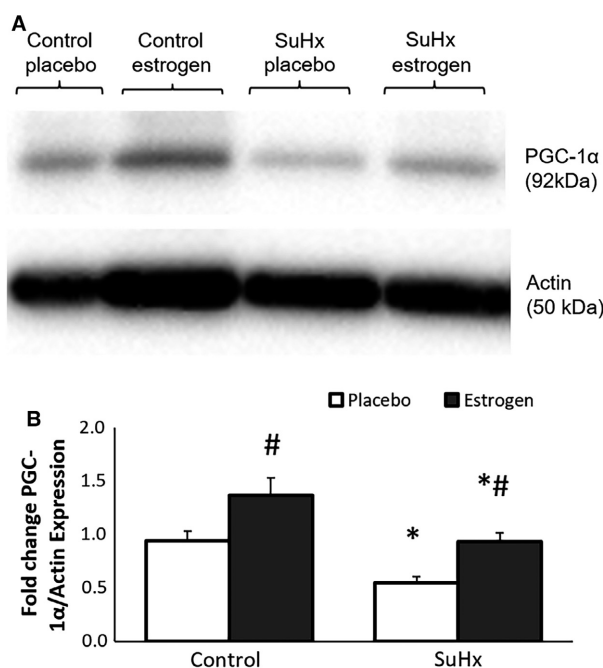 A
Control placebo
Control estrogen
SuHx placebo
SuHx estrogen
PGC-1α
(92kDa)
Actin
(50 kDa)
B
Placebo
Estrogen
Fold change PGC-
1α/Actin Expression
2.0
1.5
1.0
0.5
0.0
#
*
*#
Control
SuHx